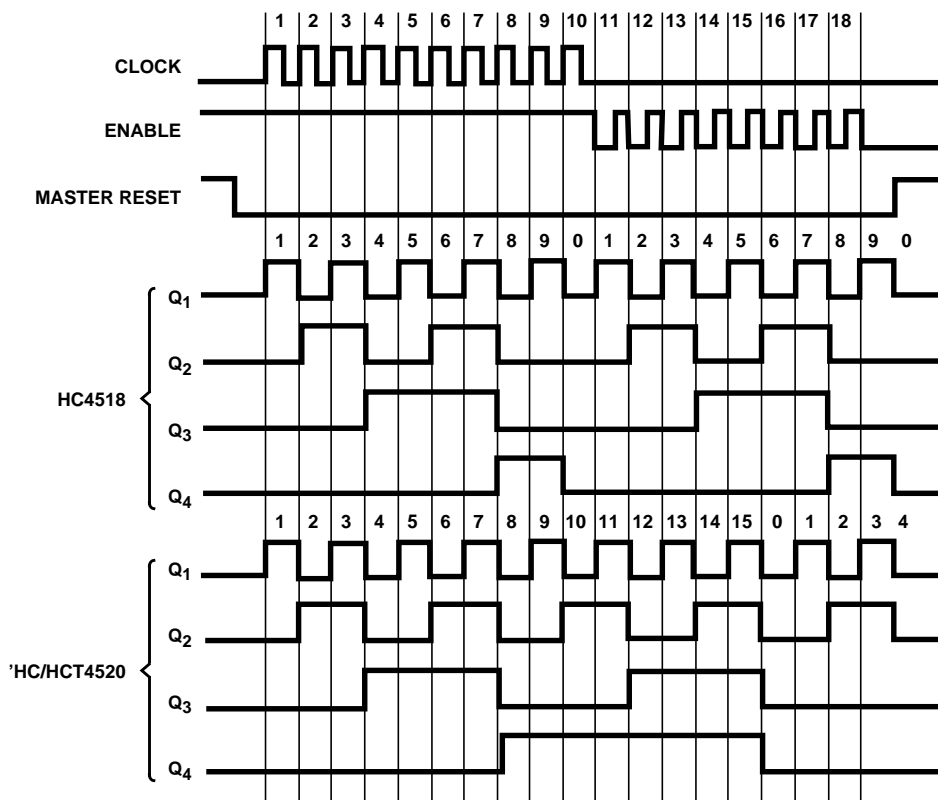 1 2 3 4 5 6 7 8 9 10 11 12 13 14 15 16 17 18
CLOCK
ENABLE
MASTER RESET
1 2 3 4 5 6 7 8 9 0 1 2 3 4 5 6 7 8 9 0
Q1
Q2
HC4518
Q3
Q4
1 2 3 4 5 6 7 8 9 10 11 12 13 14 15 0 1 2 3 4
Q1
Q2
’HC/HCT4520
Q3
Q4